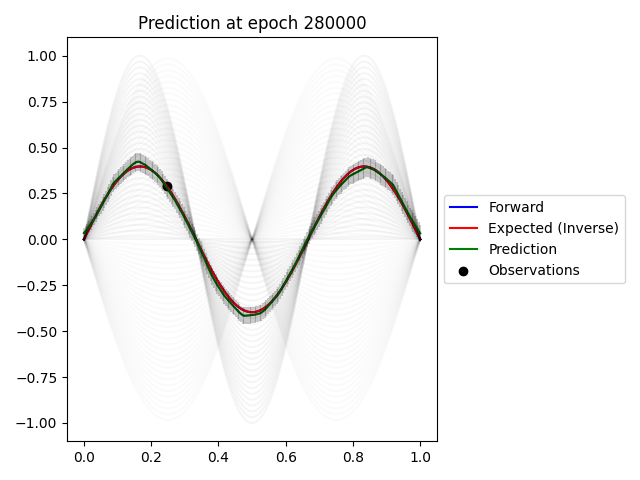 Prediction at epoch 280000
1.00
0.75
0.50
0.25
0.00
−0.25
−0.50
−0.75
−1.00
0.0 0.2 0.4 0.6 0.8 1.0
Forward
Expected (Inverse)
Prediction
Observations